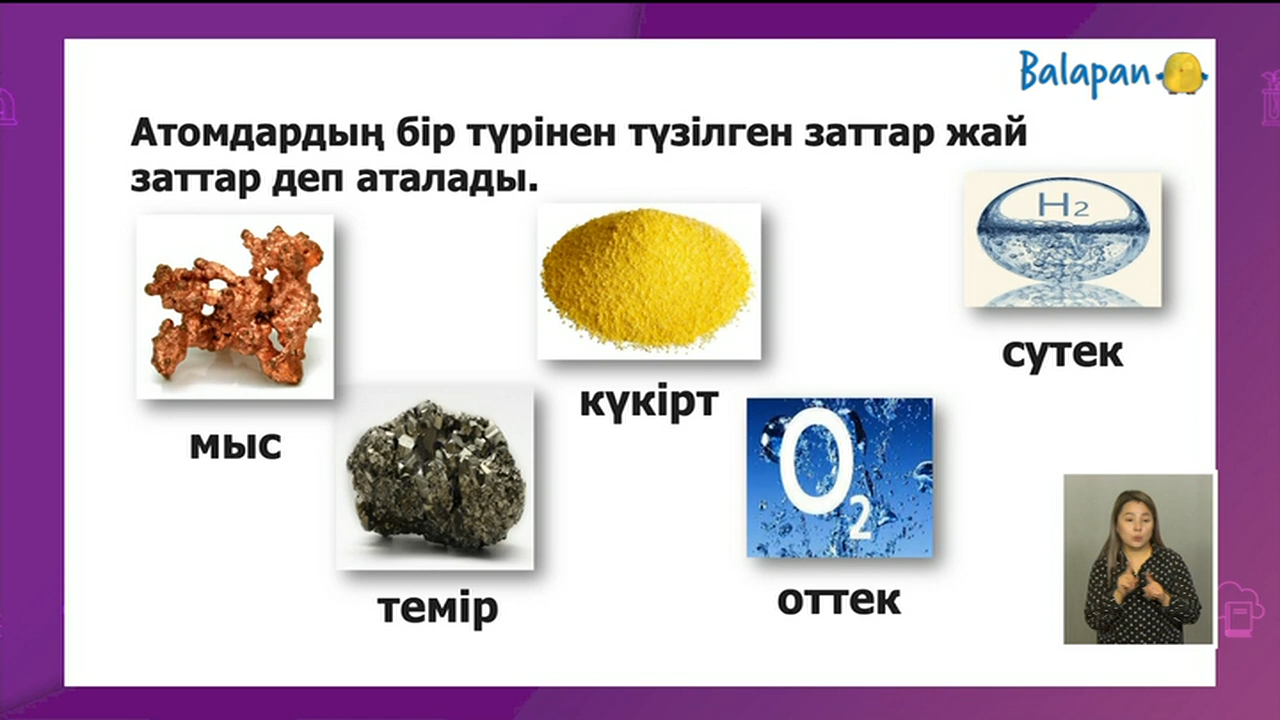 Balapan
Атомдардың бір түрінен түзілген заттар жай
заттар деп аталады.
H2
сутек
күкірт
мыс
O2
оттек
темір